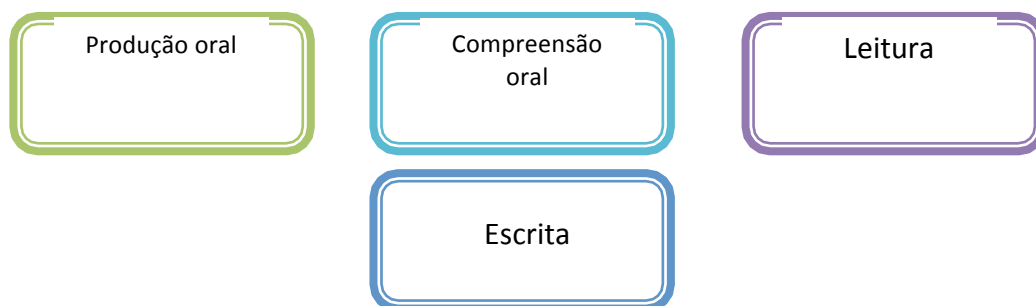 Produção oral
Compreensão
oral
Leitura
Escrita